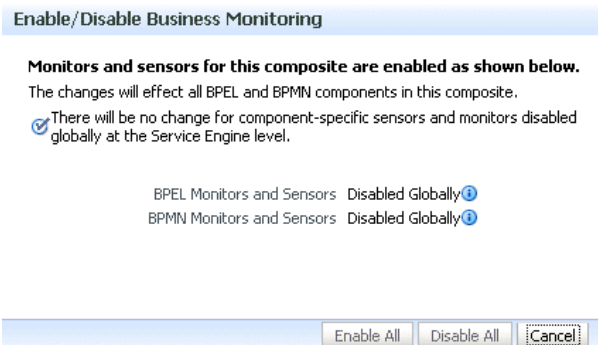 Enable/Disable Business Monitoring
Monitors and sensors for this composite are enabled as shown below.
The changes will effect all BPEL and BPMN components in this composite.
There will be no change for component-specific sensors and monitors disabled
globally at the Service Engine level.
BPEL Monitors and Sensors Disabled Globally
BPMN Monitors and Sensors Disabled Globally
Enable All Disable All Cancel